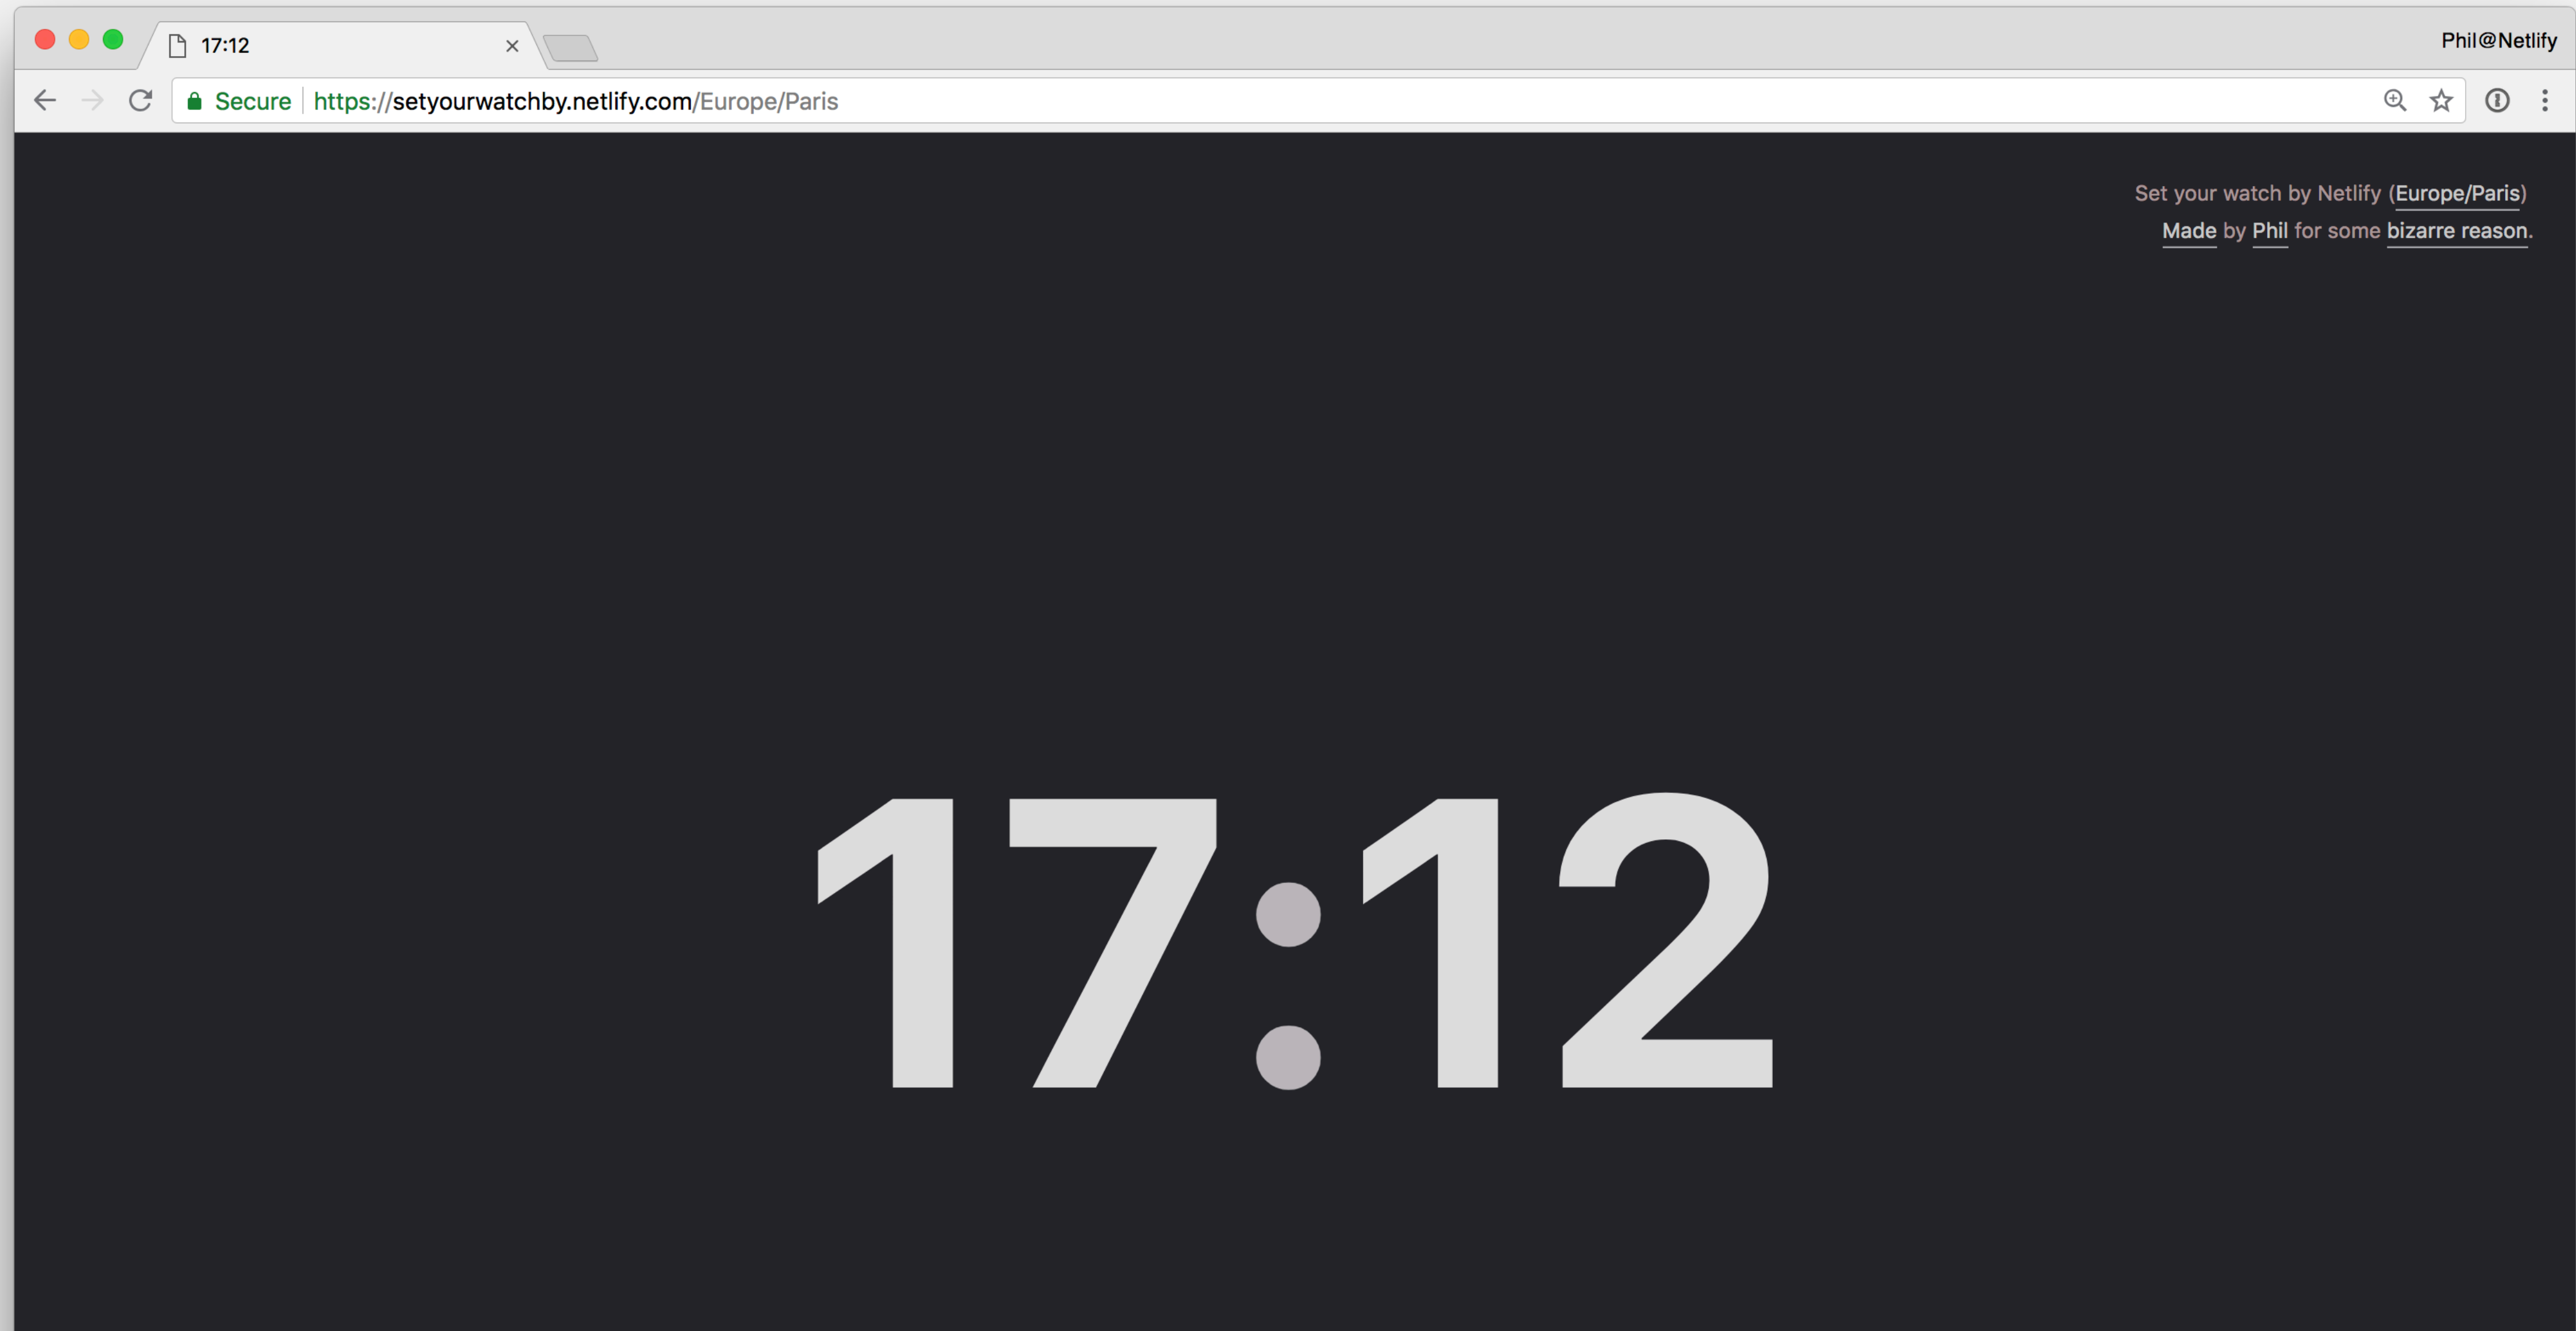 17:12
Phil@Netlify
Secure https://setyourwatchby.netlify.com/Europe/Paris
Set your watch by Netlify (Europe/Paris)
Made by Phil for some bizarre reason.
17:12